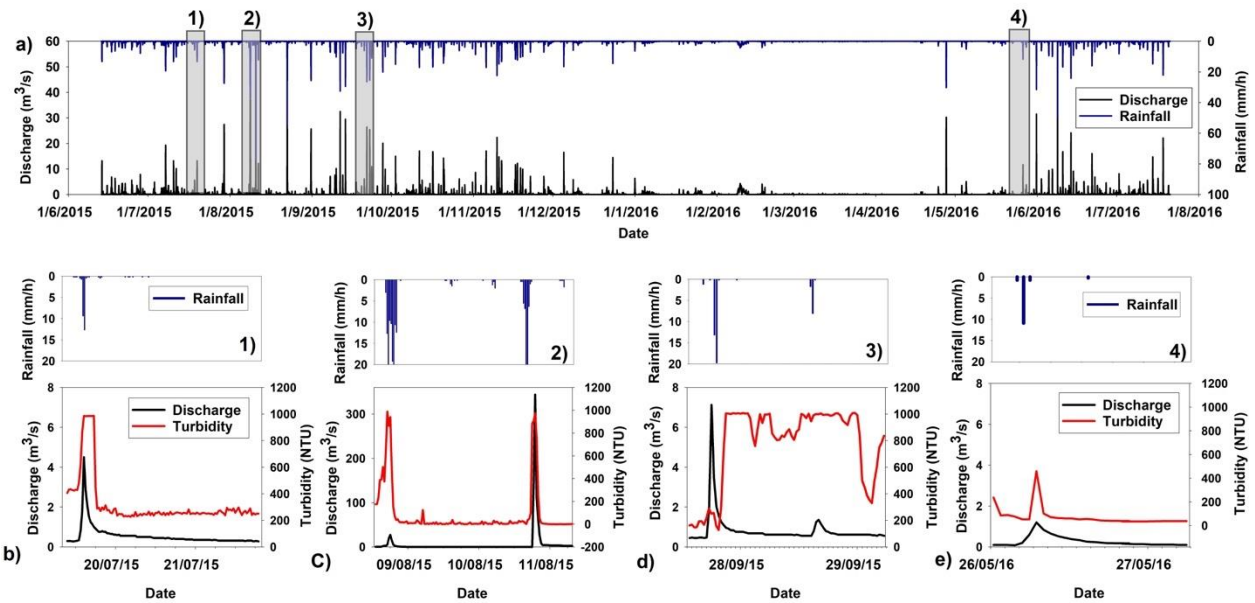 1) 2) 3) 4)
a) 60 50 40 30 20 10 0
Discharge (m³/s)
0 20 40 60 80 100
Rainfall (mm/h)
Discharge
Rainfall
1/6/2015 1/7/2015 1/8/2015 1/9/2015 1/10/2015 1/11/2015 1/12/2015 1/1/2016 1/2/2016 1/3/2016 1/4/2016 1/5/2016 1/6/2016 1/7/2016 1/8/2016
Date
Rainfall (mm/h)
0 5 10 15 20
Rainfall
1)
Rainfall (mm/h)
0 5 10 15 20
2)
Rainfall (mm/h)
0 5 10 15 20
3)
Rainfall (mm/h)
0 5 10 15 20
Rainfall
4)
Discharge (m³/s)
8 6 4 2 0
Discharge
Turbidity
1200 1000 800 600 400 200 0
Turbidity (NTU)
b)
20/07/15 21/07/15
Date
Discharge (m³/s)
300 200 100 0
1200 1000 800 600 400 200 0 -200
Turbidity (NTU)
C)
09/08/15 10/08/15 11/08/15
Date
Discharge (m³/s)
8 6 4 2 0
1200 1000 800 600 400 200 0
Turbidity (NTU)
d)
28/09/15 29/09/15
Date
Discharge (m³/s)
8 6 4 2 0
Discharge
Turbidity
1200 1000 800 600 400 200 0
Turbidity (NTU)
e)
26/05/16 27/05/16
Date